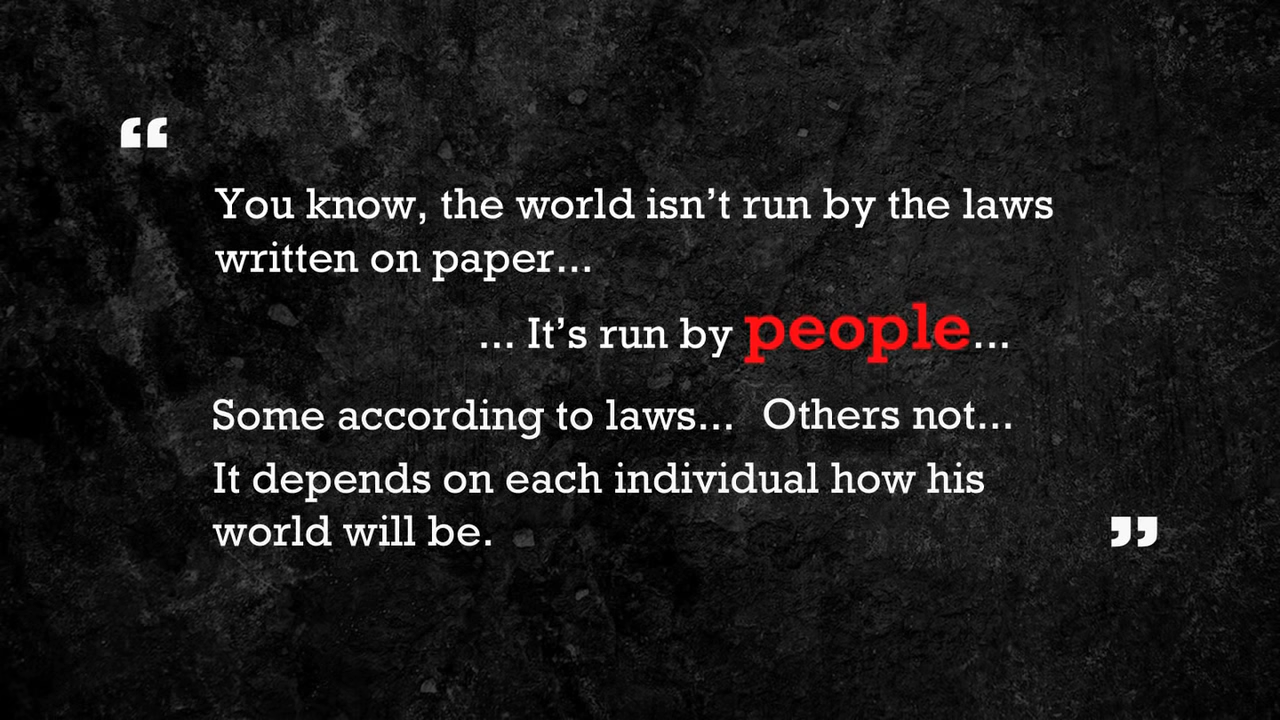 “
You know, the world isn’t run by the laws
written on paper...
... It’s run by people...
Some according to laws... Others not...
It depends on each individual how his
world will be.
”